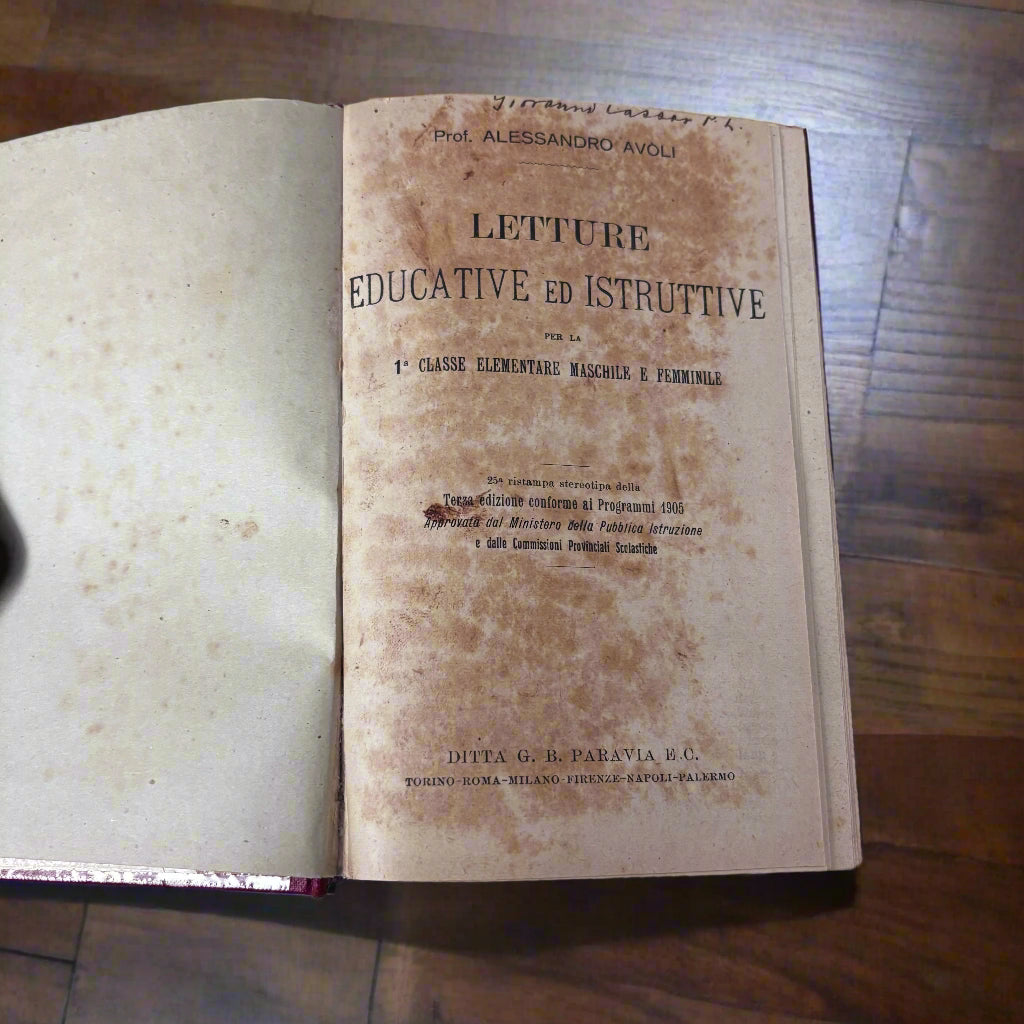 Giovanni Cassar P.L.
Prof. ALESSANDRO AVOLI
LETTURE
EDUCATIVE ED ISTRUTTIVE
PER LA
1ª CLASSE ELEMENTARE MASCHILE E FEMMINILE
25ª ristampa stereotipa della
Terza edizione conforme ai Programmi 1905
Approvata dal Ministero della Pubblica Istruzione
e dalle Commissioni Provinciali Scolastiche
DITTA G. B. PARAVIA E C.
TORINO-ROMA-MILANO-FIRENZE-NAPOLI-PALERMO